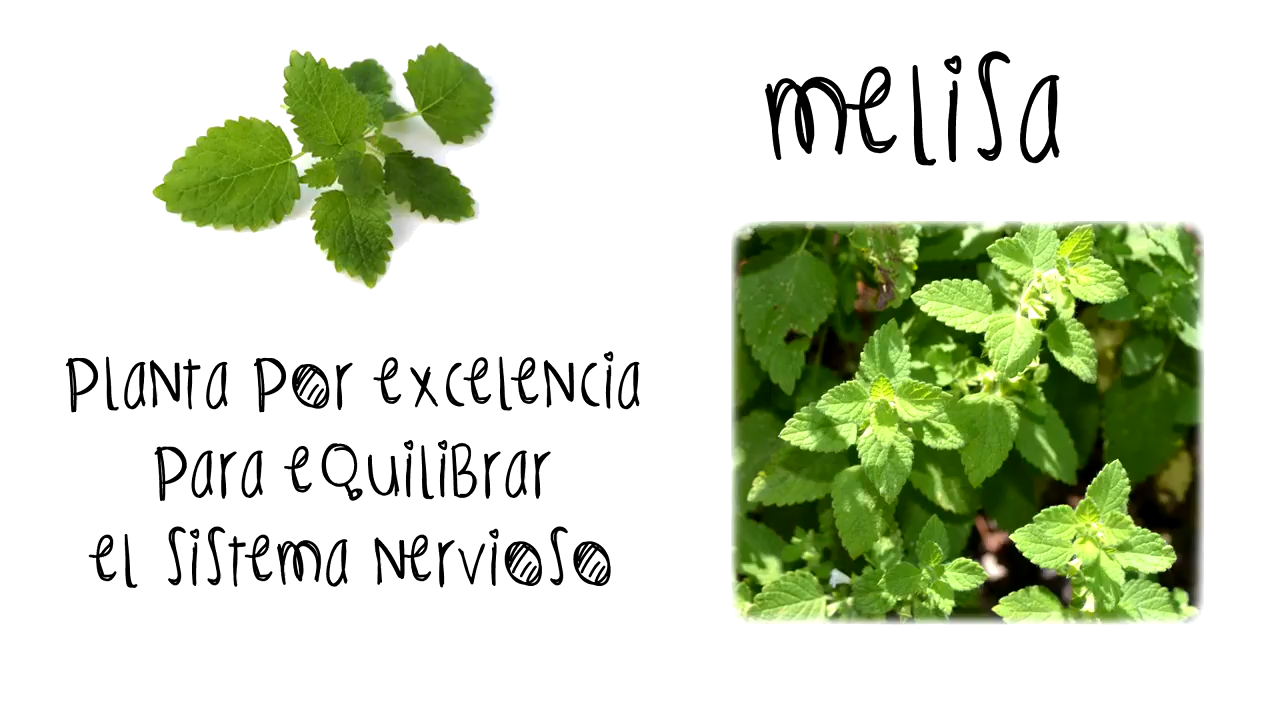 melisa
Planta por excelencia
para equilibrar
el sistema nervioso